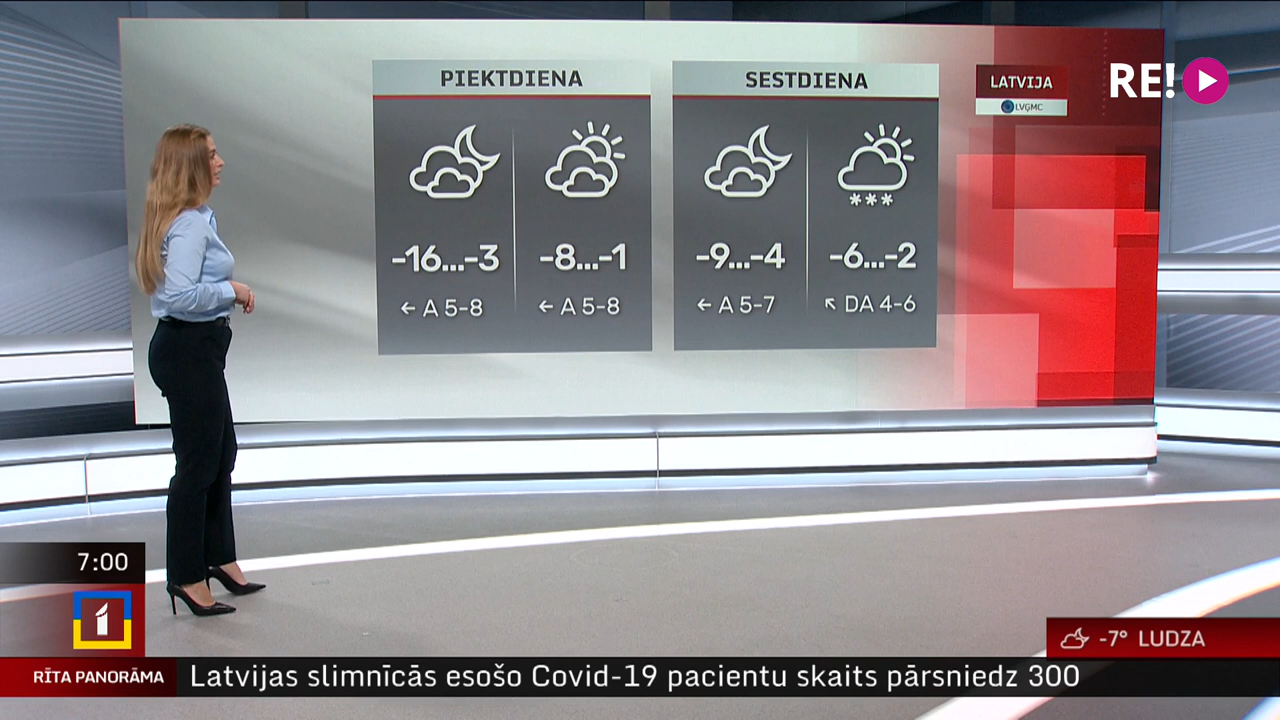 PIEKTDIENA
-16...-3
-8...-1
← A 5-8
← A 5-8
SESTDIENA
-9...-4
-6...-2
← A 5-7
↖ DA 4-6
LATVIJA
LVĢMC
RE!
7:00
1
-7° LUDZA
RĪTA PANORĀMA
Latvijas slimnīcās esošo Covid-19 pacientu skaits pārsniedz 300